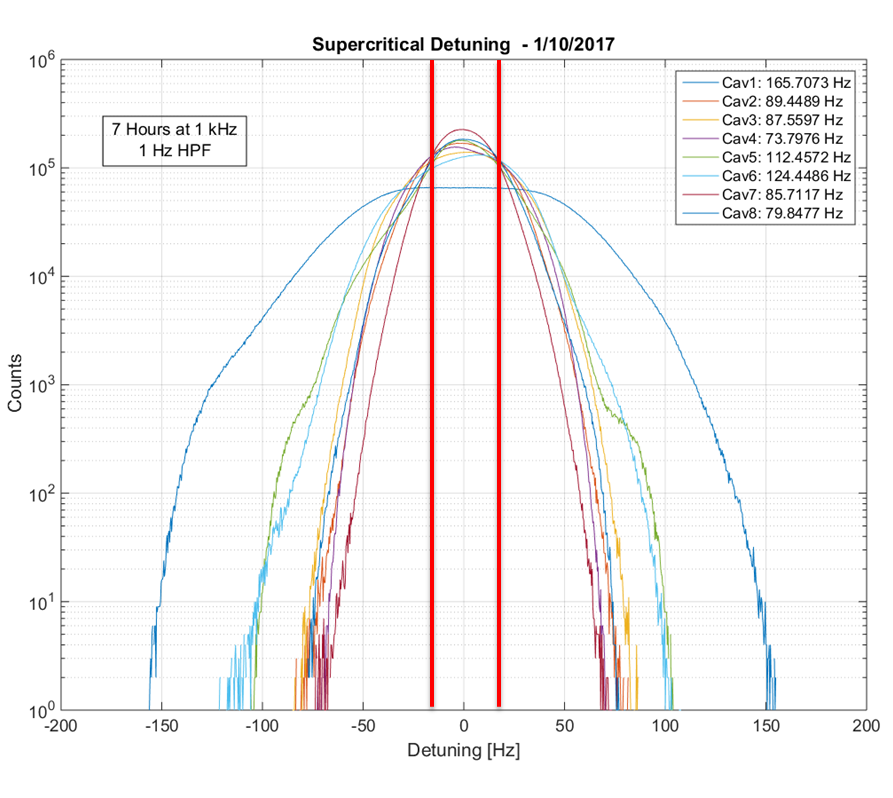 Supercritical Detuning - 1/10/2017
10^6
10^5
10^4
10^3
10^2
10^1
10^0
Counts
7 Hours at 1 kHz
1 Hz HPF
Cav1: 165.7073 Hz
Cav2: 89.4489 Hz
Cav3: 87.5597 Hz
Cav4: 73.7976 Hz
Cav5: 112.4572 Hz
Cav6: 124.4486 Hz
Cav7: 85.7117 Hz
Cav8: 79.8477 Hz
-200 -150 -100 -50 0 50 100 150 200
Detuning [Hz]